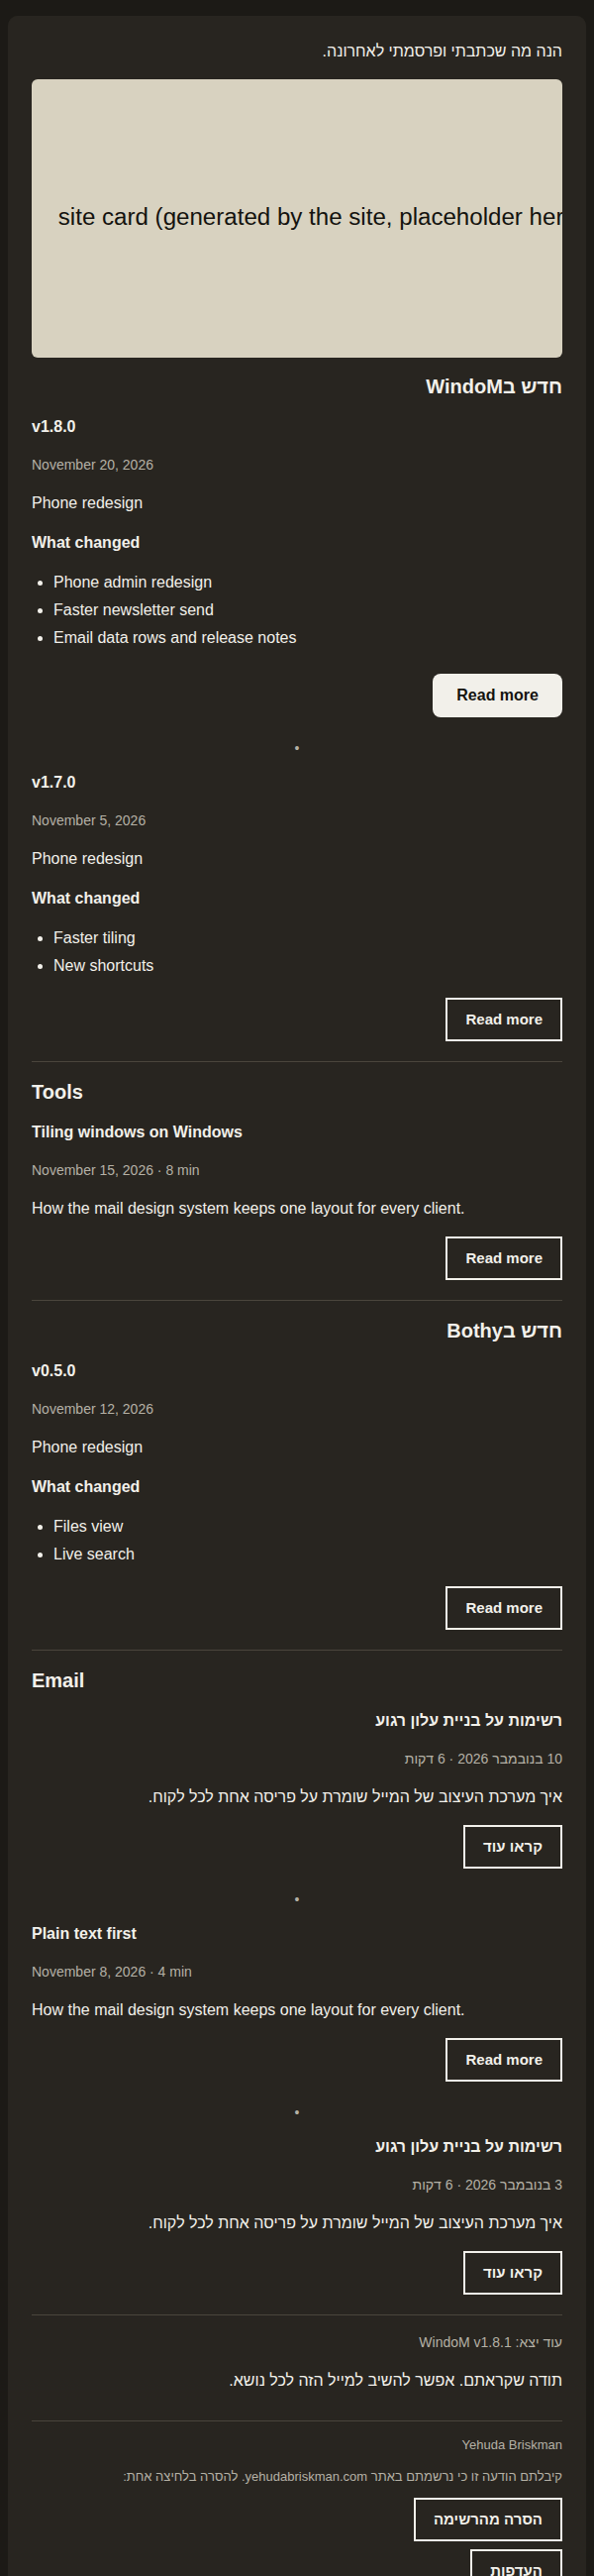 הנה מה שכתבתי ופרסמתי לאחרונה.
site card (generated by the site, placeholder her
חדש בWindoM
v1.8.0
November 20, 2026
Phone redesign
What changed
• Phone admin redesign
• Faster newsletter send
• Email data rows and release notes
Read more
•
v1.7.0
November 5, 2026
Phone redesign
What changed
• Faster tiling
• New shortcuts
Read more
Tools
Tiling windows on Windows
November 15, 2026 · 8 min
How the mail design system keeps one layout for every client.
Read more
חדש בBothy
v0.5.0
November 12, 2026
Phone redesign
What changed
• Files view
• Live search
Read more
Email
רשימות על בניית עלון רגוע
10 בנובמבר 2026 · 6 דקות
איך מערכת העיצוב של המייל שומרת על פריסה אחת לכל לקוח.
קראו עוד
•
Plain text first
November 8, 2026 · 4 min
How the mail design system keeps one layout for every client.
Read more
•
רשימות על בניית עלון רגוע
3 בנובמבר 2026 · 6 דקות
איך מערכת העיצוב של המייל שומרת על פריסה אחת לכל לקוח.
קראו עוד
עוד יצא: WindoM v1.8.1
תודה שקראתם. אפשר להשיב למייל הזה לכל נושא.
Yehuda Briskman
קיבלתם הודעה זו כי נרשמתם באתר yehudabriskman.com. להסרה בלחיצה אחת:
הסרה מהרשימה
העדפות